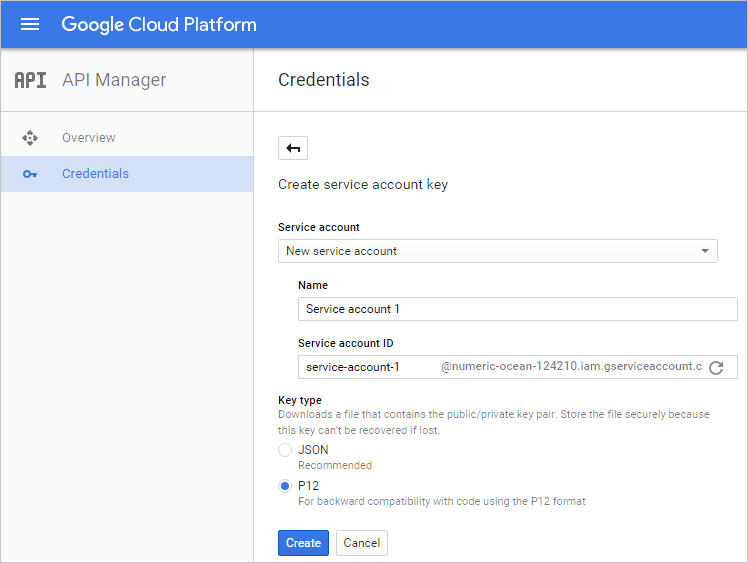 Google Cloud Platform
API API Manager
Credentials
Overview
Credentials
Create service account key
Service account
New service account
Name
Service account 1
Service account ID
service-account-1 @numeric-ocean-124210.iam.gserviceaccount.c
Key type
Downloads a file that contains the public/private key pair. Store the file securely because
this key can't be recovered if lost.
JSON
Recommended
P12
For backward compatibility with code using the P12 format
Create Cancel